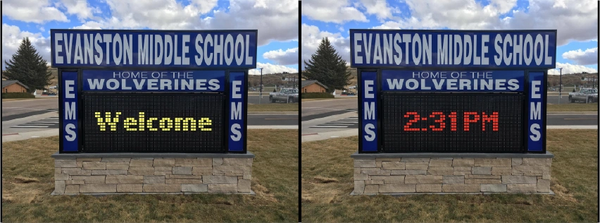 EVANSTON MIDDLE SCHOOL
HOME OF THE
WOLVERINES
EMS
Welcome
EMS
EVANSTON MIDDLE SCHOOL
HOME OF THE
WOLVERINES
EMS
2:31PM
EMS